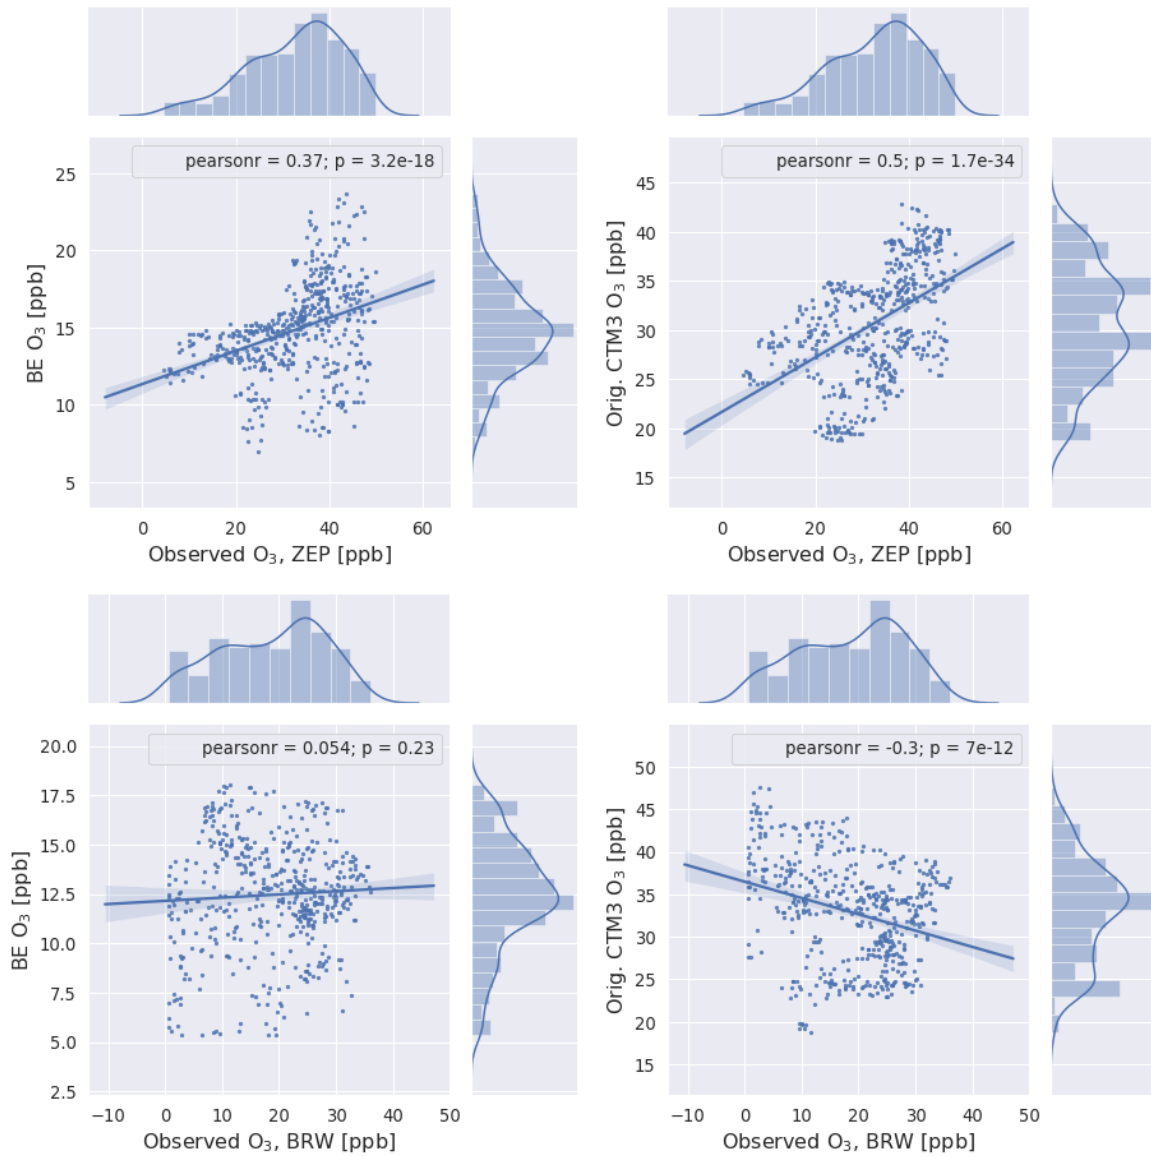 pearsonr = 0.37; p = 3.2e-18
25
20
15
10
5
BE O₃ [ppb]
0 20 40 60
Observed O₃, ZEP [ppb]
pearsonr = 0.5; p = 1.7e-34
45
40
35
30
25
20
15
Orig. CTM3 O₃ [ppb]
0 20 40 60
Observed O₃, ZEP [ppb]
pearsonr = 0.054; p = 0.23
20.0
17.5
15.0
12.5
10.0
7.5
5.0
2.5
BE O₃ [ppb]
−10 0 10 20 30 40 50
Observed O₃, BRW [ppb]
pearsonr = -0.3; p = 7e-12
50
45
40
35
30
25
20
15
Orig. CTM3 O₃ [ppb]
−10 0 10 20 30 40 50
Observed O₃, BRW [ppb]